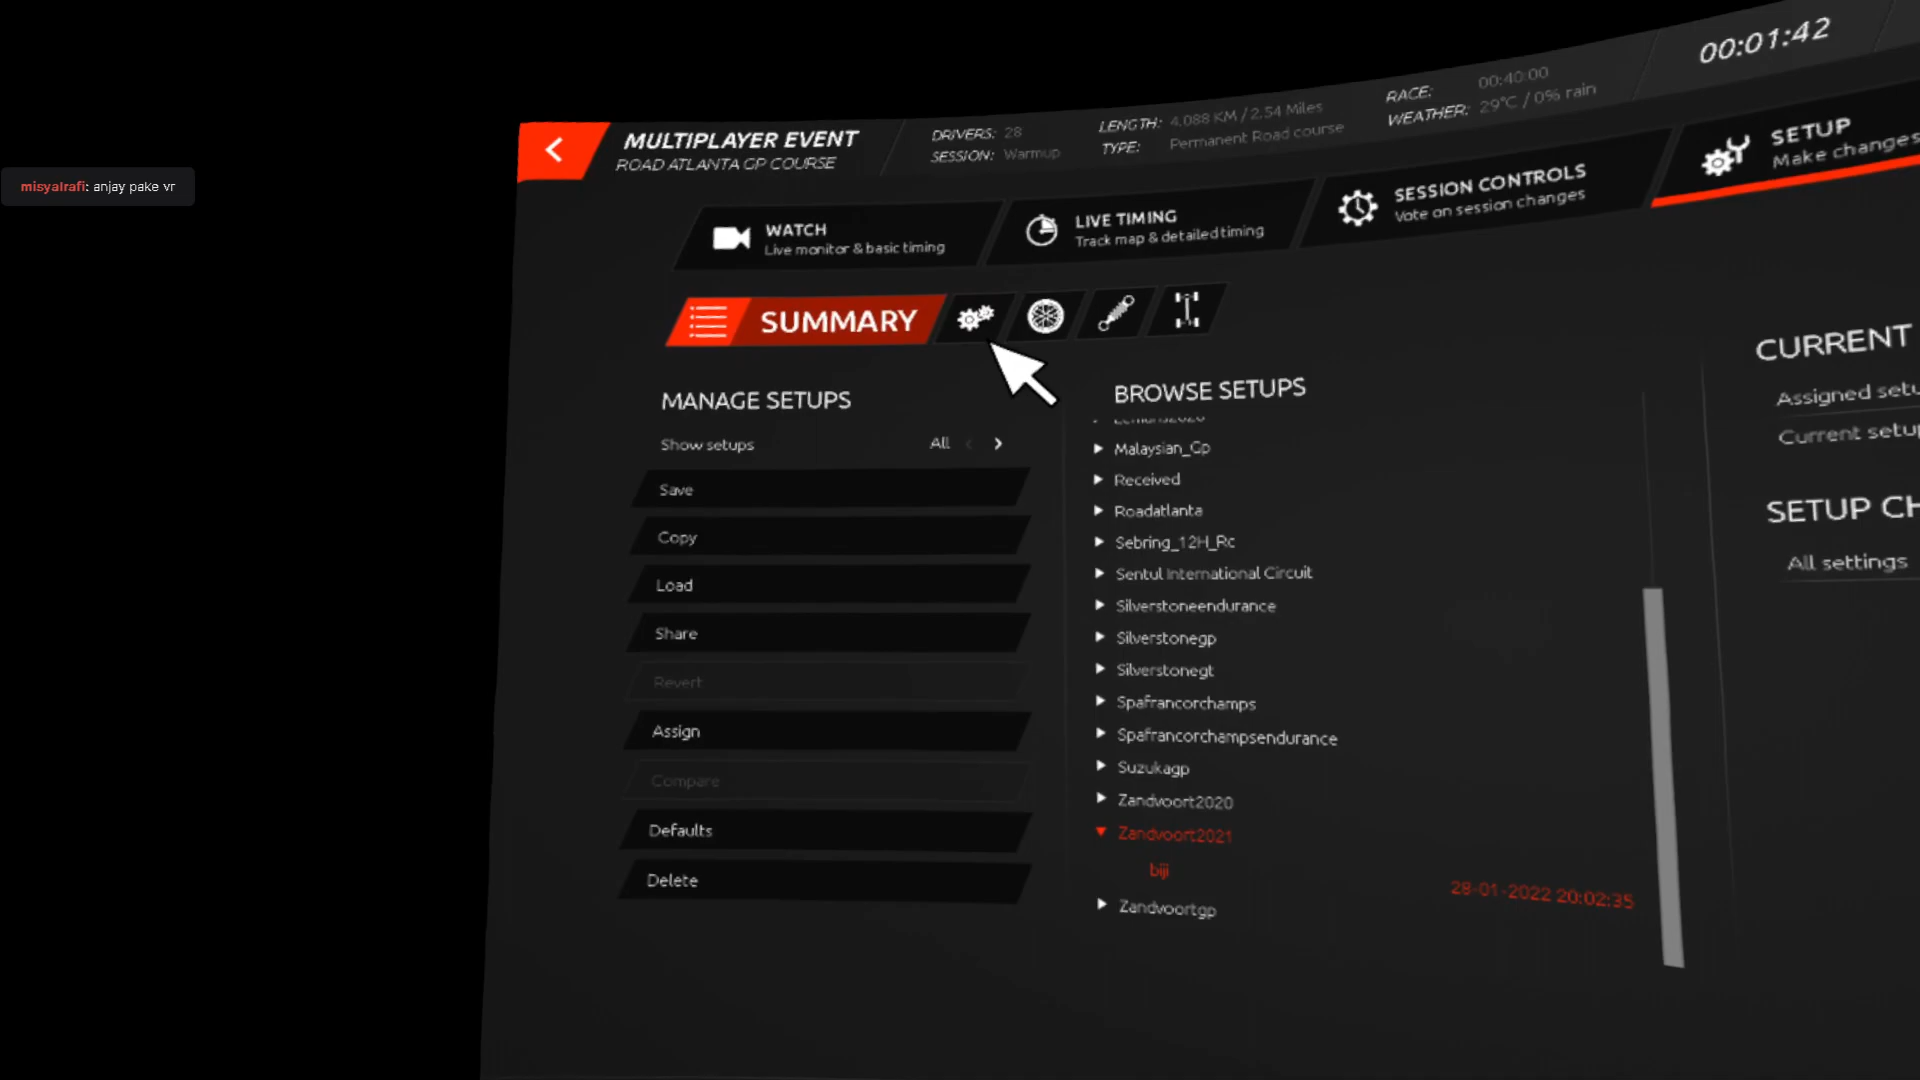 00:01:42
MULTIPLAYER EVENT
ROAD ATLANTA GP COURSE
DRIVERS: 28
SESSION: Warmup
LENGTH: 4.088 KM / 2.54 Miles
TYPE: Permanent Road course
RACE: 00:40:00
WEATHER: 29°C / 0% rain
misyalrafi: anjay pake vr
WATCH
Live monitor & basic timing
LIVE TIMING
Track map & detailed timing
SESSION CONTROLS
Vote on session changes
SETUP
Make changes
SUMMARY
MANAGE SETUPS
Show setups All
Save
Copy
Load
Share
Revert
Assign
Compare
Defaults
Delete
BROWSE SETUPS
Malaysian_Gp
Received
Roadatlanta
Sebring_12H_Rc
Sentul International Circuit
Silverstoneendurance
Silverstonegp
Silverstonegt
Spafrancorchamps
Spafrancorchampsendurance
Suzukagp
Zandvoort2020
Zandvoort2021
biji 28-01-2022 20:02:35
Zandvoortgp
CURRENT
Assigned setu
Current setup
SETUP CH
All settings